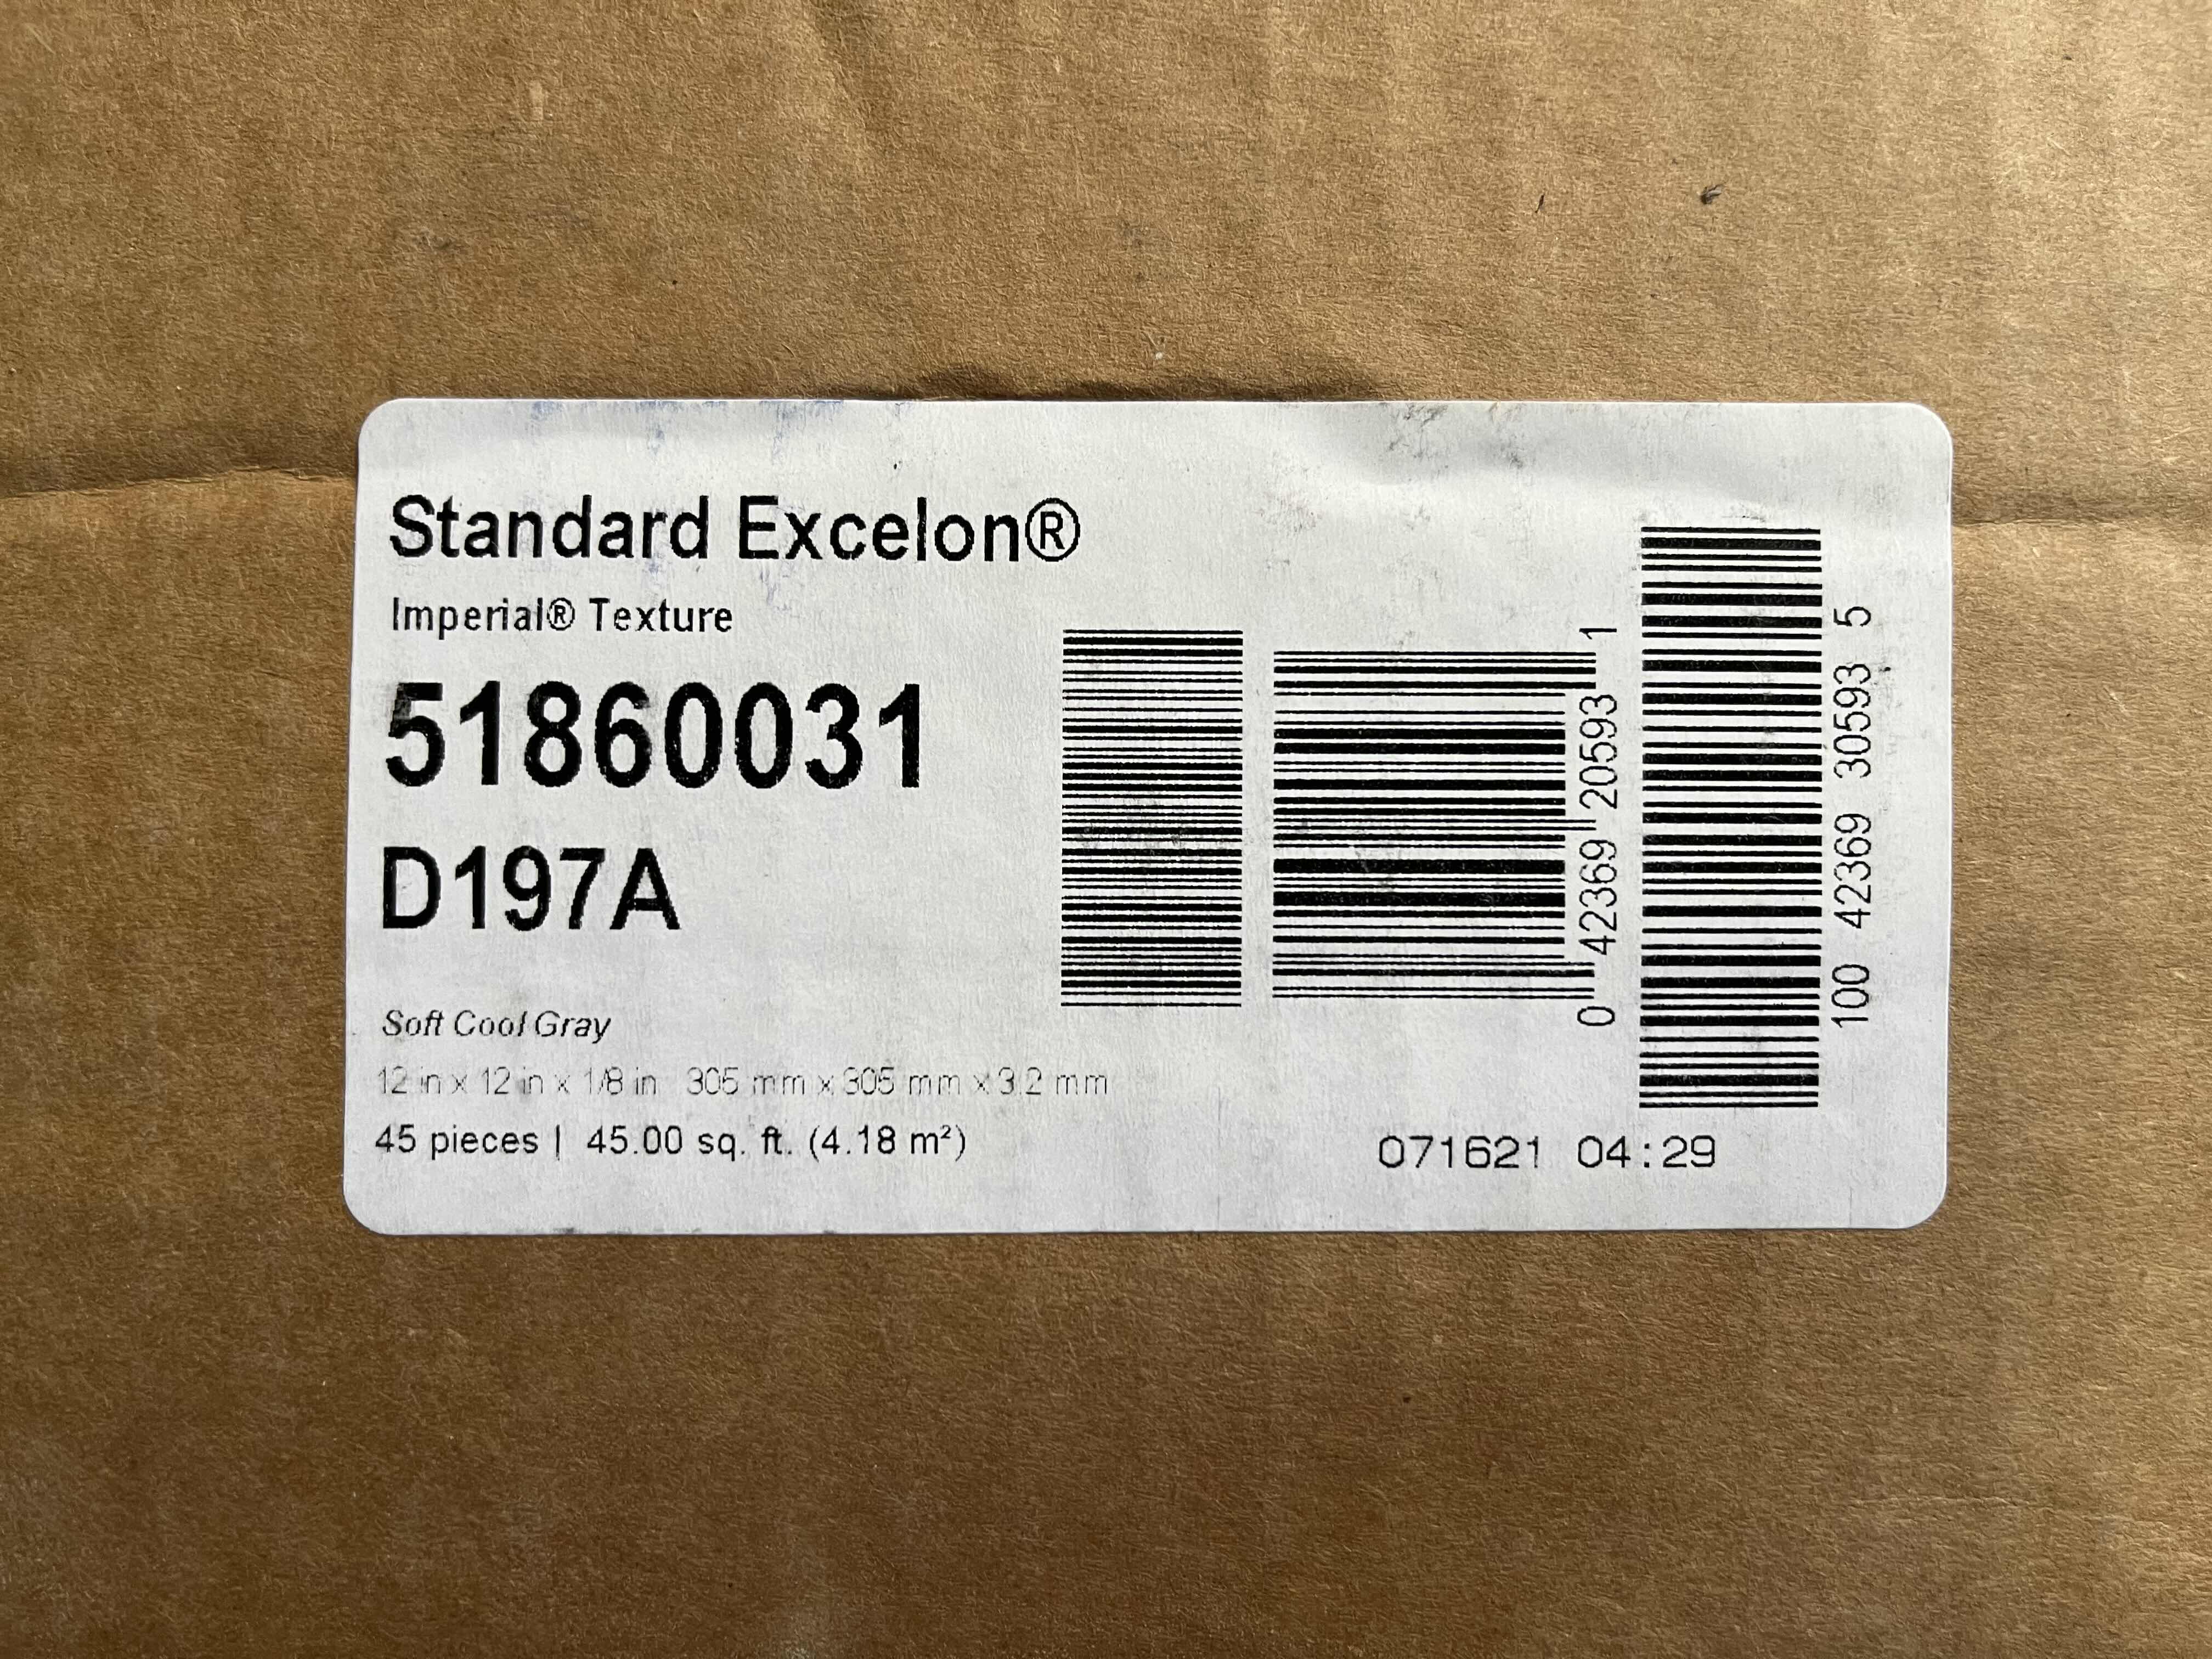 Standard Excelon®
Imperial® Texture
51860031
D197A
Soft Cool Gray
12 in x 12 in x 1/8 in 305 mm x 305 mm x 3.2 mm
45 pieces | 45.00 sq. ft. (4.18 m²)
0 42369 20593 1
100 42369 30593 5
071621 04:29